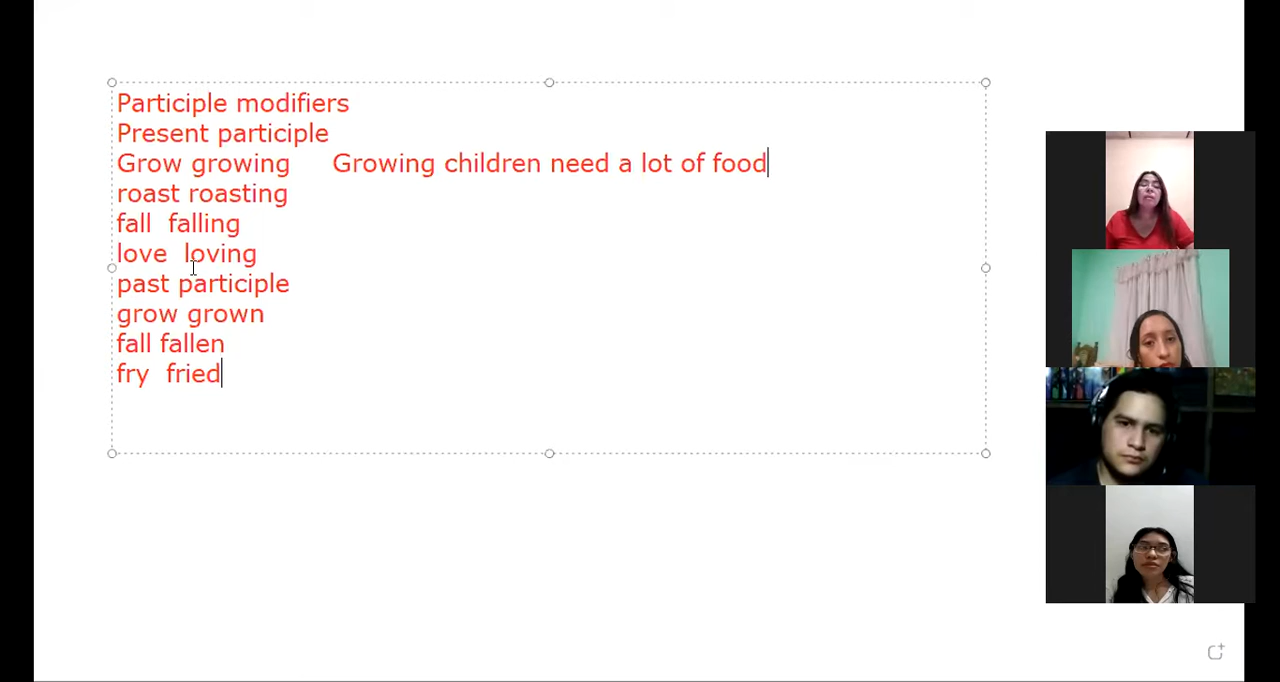 Participle modifiers
Present participle
Grow growing Growing children need a lot of food
roast roasting
fall falling
love loving
past participle
grow grown
fall fallen
fry fried